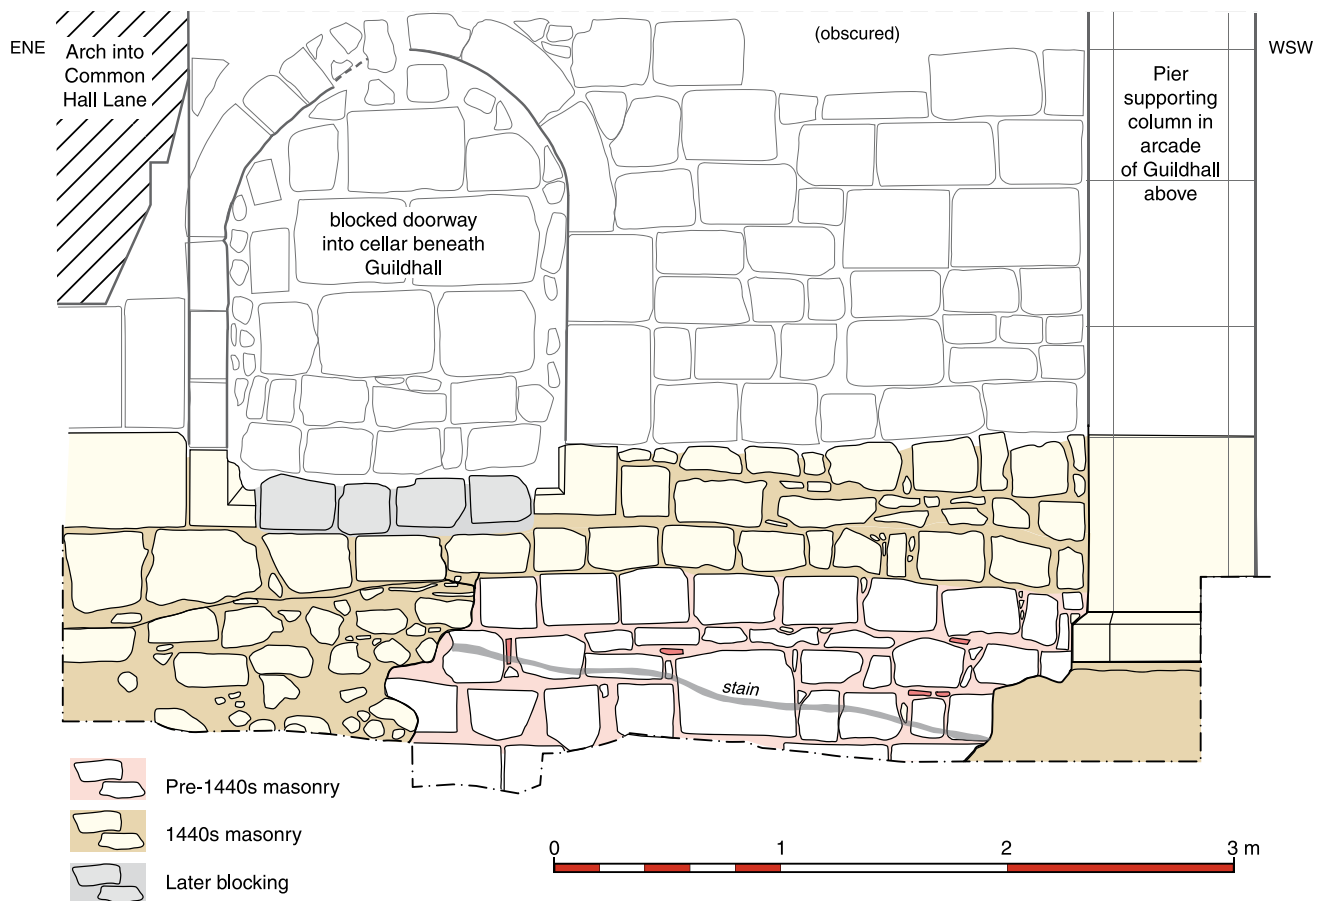 ENE
Arch into
Common
Hall Lane
(obscured)
WSW
Pier
supporting
column in
arcade
of Guildhall
above
blocked doorway
into cellar beneath
Guildhall
stain
Pre-1440s masonry
1440s masonry
Later blocking
0 1 2 3 m